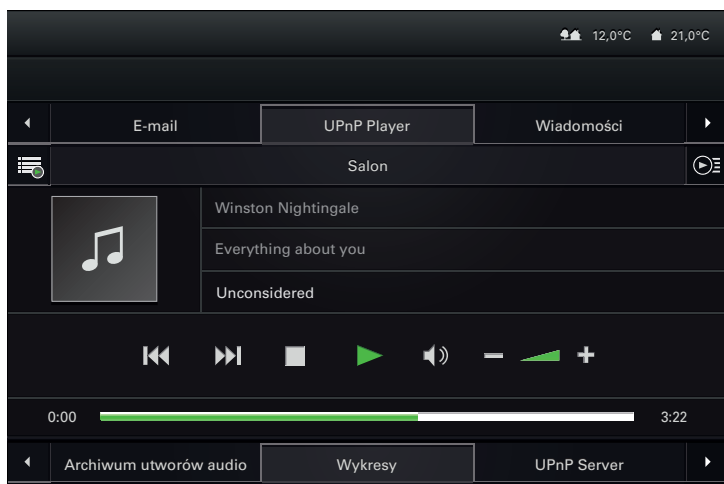 12,0°C 21,0°C
E-mail UPnP Player Wiadomości
Salon
Winston Nightingale
Everything about you
Unconsidered
0:00 3:22
Archiwum utworów audio Wykresy UPnP Server